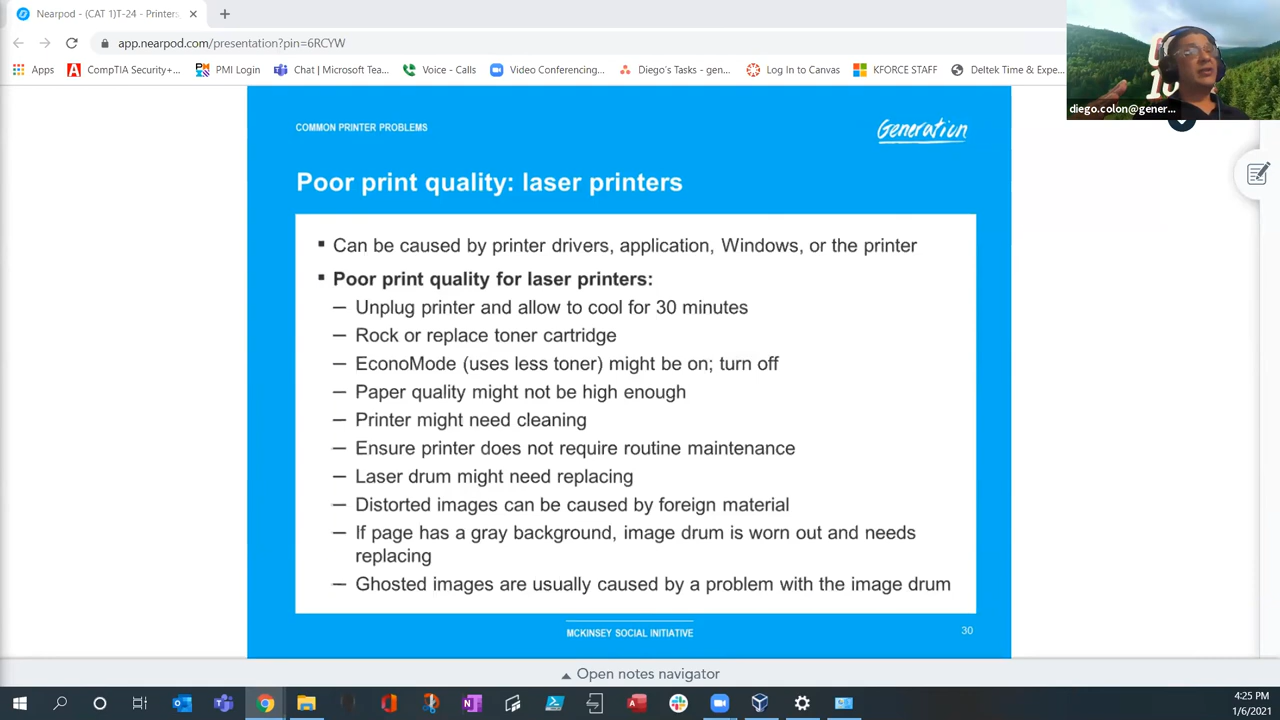 Nearpod - (CAT 1)T-24 - Printer
app.nearpod.com/presentation?pin=6RCYW
Apps
CompTIA Security+...
PMI Login
Chat | Microsoft Tea...
Voice - Calls
Video Conferencing...
Diego's Tasks - gen...
Log In to Canvas
KFORCE STAFF
Deltek Time & Expe...
diego.colon@gener...
COMMON PRINTER PROBLEMS
Generation
Poor print quality: laser printers
▪ Can be caused by printer drivers, application, Windows, or the printer
▪ Poor print quality for laser printers:
– Unplug printer and allow to cool for 30 minutes
– Rock or replace toner cartridge
– EconoMode (uses less toner) might be on; turn off
– Paper quality might not be high enough
– Printer might need cleaning
– Ensure printer does not require routine maintenance
– Laser drum might need replacing
– Distorted images can be caused by foreign material
– If page has a gray background, image drum is worn out and needs
replacing
– Ghosted images are usually caused by a problem with the image drum
MCKINSEY SOCIAL INITIATIVE
30
Open notes navigator
4:25 PM
1/6/2021